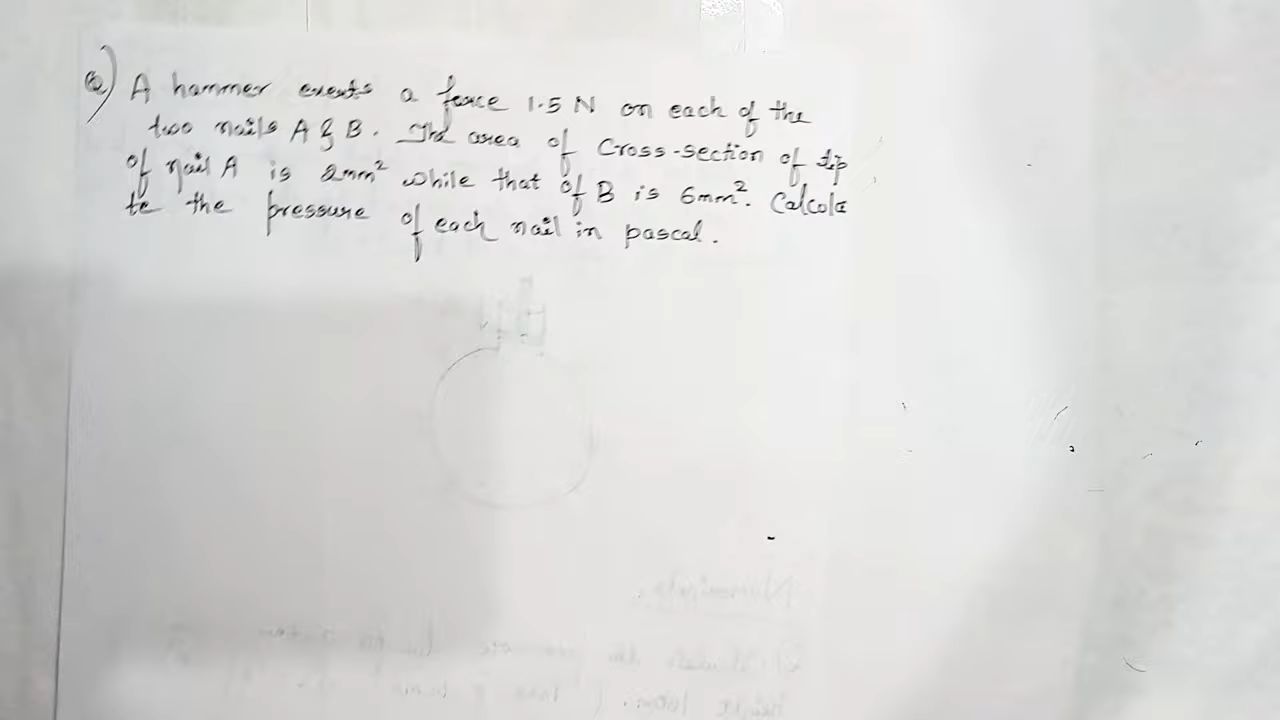 Q) A hammer exerts a force 1.5 N on each of the
two nails A & B. The area of Cross-section of tip
of nail A is 2mm² while that of B is 6mm². Calcula
te the pressure of each nail in pascal.